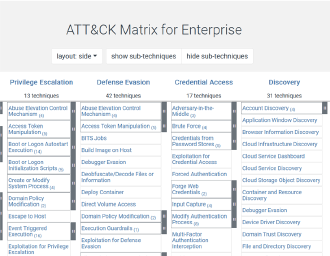 ATT&CK Matrix for Enterprise
layout: side
show sub-techniques
hide sub-techniques
Privilege Escalation
13 techniques
Abuse Elevation Control
Mechanism (4)
Access Token
Manipulation (5)
Boot or Logon Autostart
Execution (14)
Boot or Logon
Initialization Scripts (5)
Create or Modify
System Process (4)
Domain Policy
Modification (2)
Escape to Host
Event Triggered
Execution (16)
Exploitation for Privilege
Escalation
Defense Evasion
42 techniques
Abuse Elevation Control
Mechanism (4)
Access Token Manipulation (5)
BITS Jobs
Build Image on Host
Debugger Evasion
Deobfuscate/Decode Files or
Information
Deploy Container
Direct Volume Access
Domain Policy Modification (2)
Execution Guardrails (1)
Exploitation for Defense
Evasion
Credential Access
17 techniques
Adversary-in-the-
Middle (3)
Brute Force (4)
Credentials from
Password Stores (5)
Exploitation for
Credential Access
Forced Authentication
Forge Web
Credentials (2)
Input Capture (4)
Modify Authentication
Process
Multi-Factor
Authentication
Interception
Discovery
31 techniques
Account Discovery (4)
Application Window Discovery
Browser Information Discovery
Cloud Infrastructure Discovery
Cloud Service Dashboard
Cloud Service Discovery
Cloud Storage Object Discovery
Container and Resource
Discovery
Debugger Evasion
Device Driver Discovery
Domain Trust Discovery
File and Directory Discovery